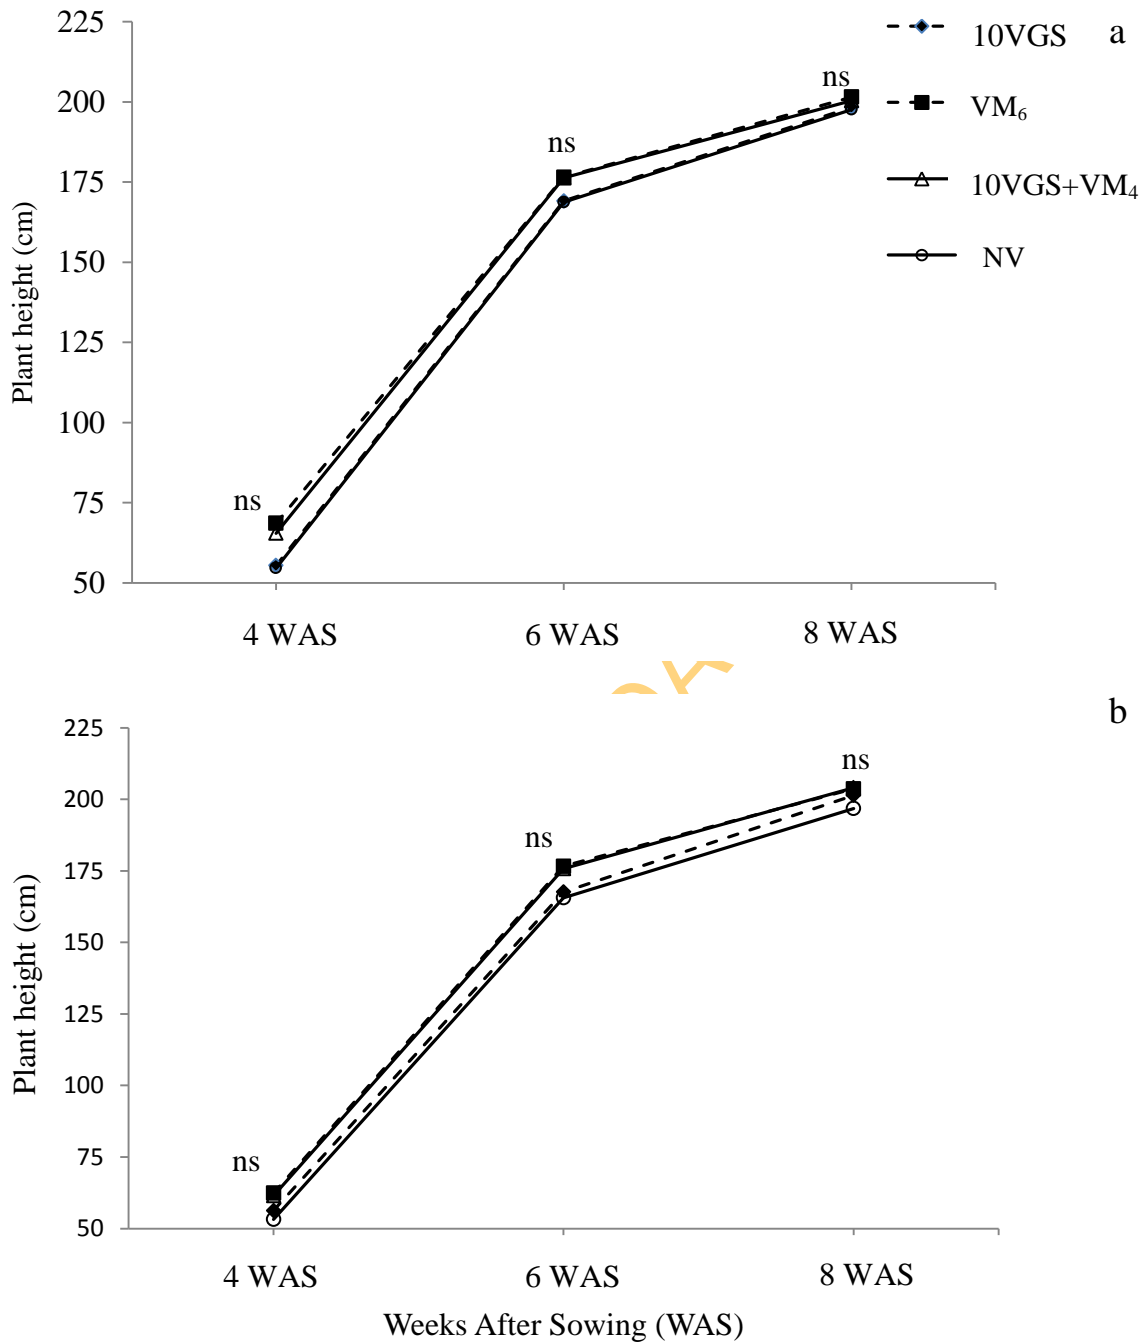 225
200
175
150
125
100
75
50
Plant height (cm)
ns
ns
ns
10VGS
VM₆
10VGS+VM₄
NV
a
4 WAS
6 WAS
8 WAS
b
225
200
175
150
125
100
75
50
Plant height (cm)
ns
ns
ns
4 WAS
6 WAS
8 WAS
Weeks After Sowing (WAS)